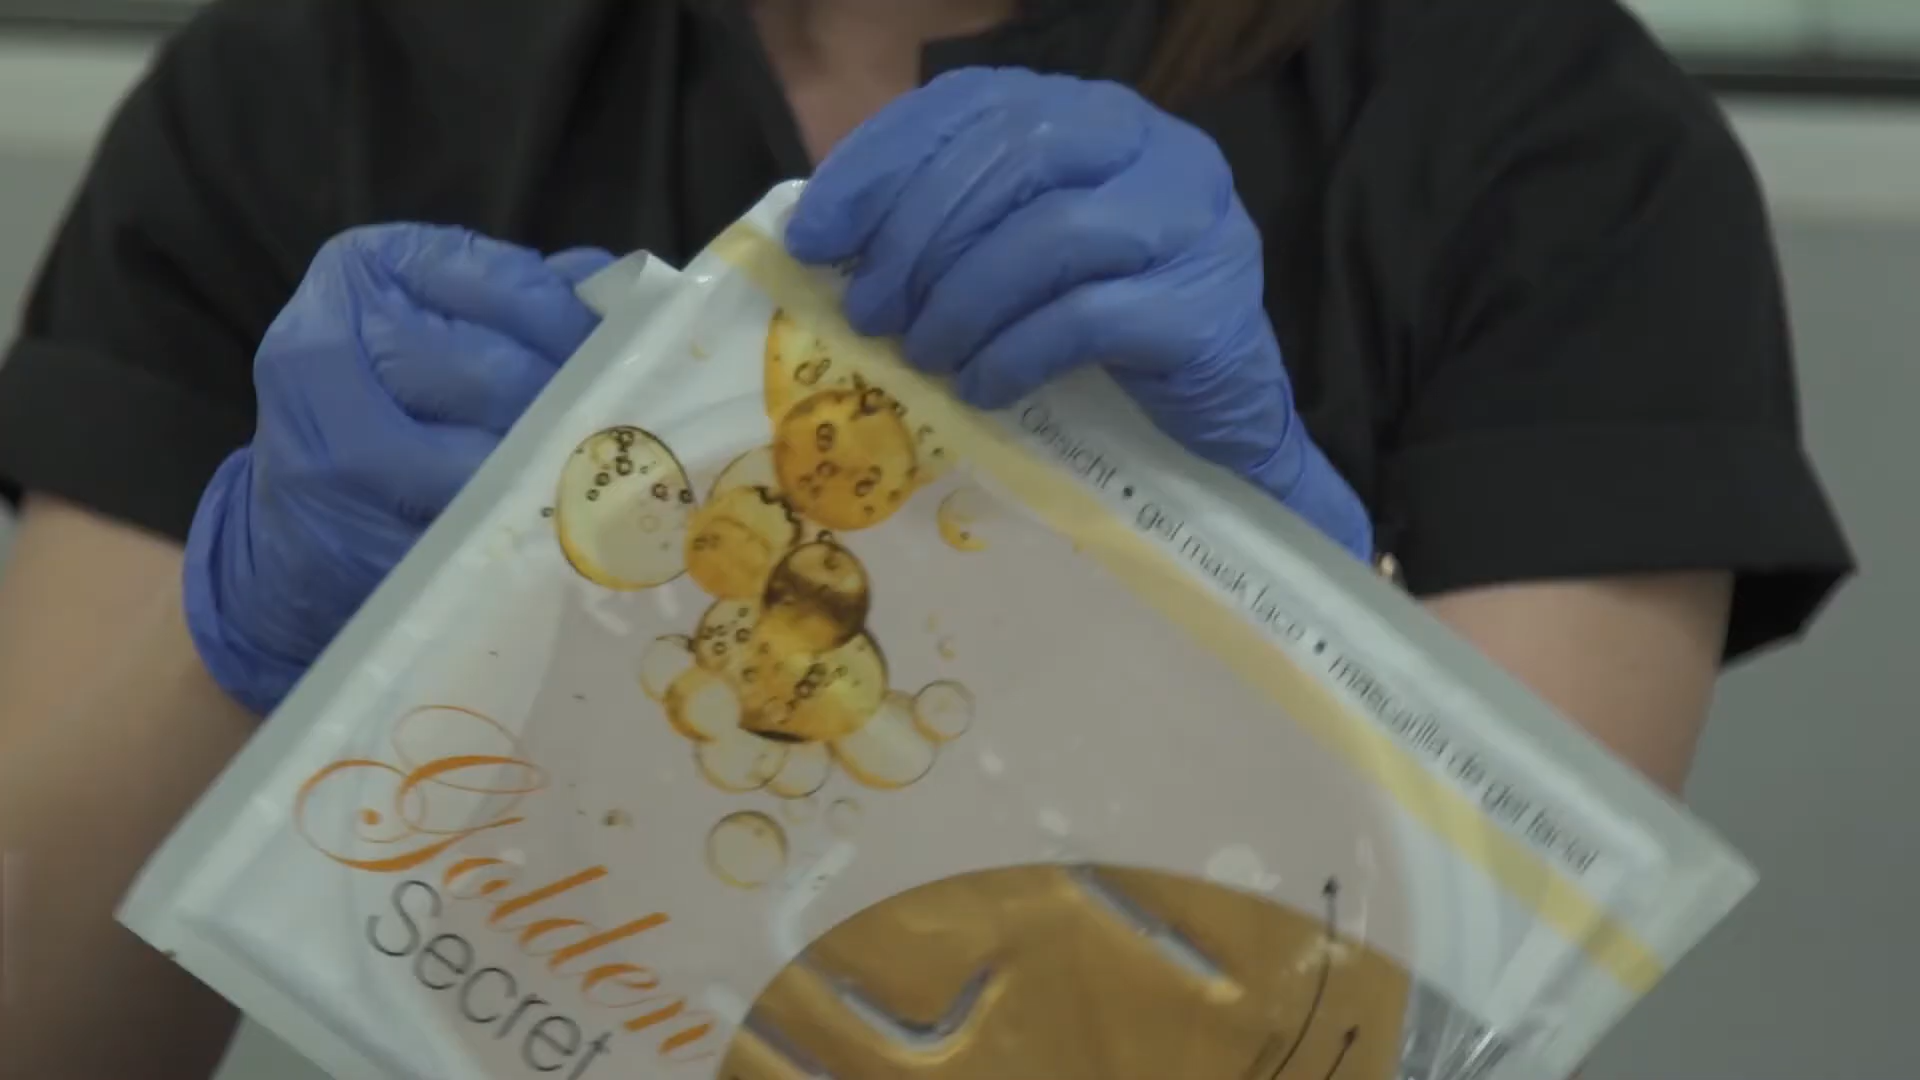 Gesicht • gel mask face • mascarilla de gel facial
Golden
Secret